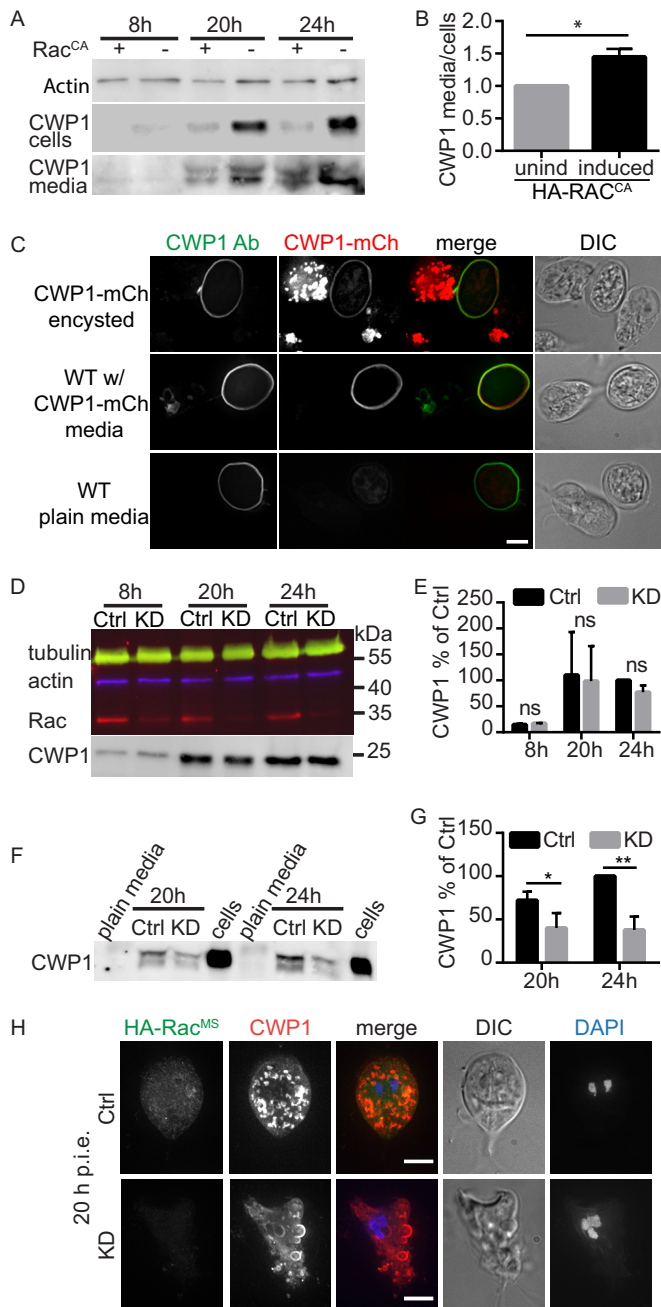 A
8h 20h 24h
Rac^CA + - + - + -
Actin
CWP1
cells
CWP1
media
B
*
CWP1 media/cells
2.0
1.5
1.0
0.5
0.0
unind induced
HA-RAC^CA
C
CWP1 Ab CWP1-mCh merge DIC
CWP1-mCh
encysted
WT w/
CWP1-mCh
media
WT
plain media
D
8h 20h 24h
Ctrl KD Ctrl KD Ctrl KD
kDa
tubulin 55
actin 40
Rac 35
CWP1 25
E
Ctrl KD
CWP1 % of Ctrl
250
200
150
100
50
0
ns ns ns
8h 20h 24h
F
plain media 20h cells plain media 24h cells
Ctrl KD Ctrl KD
CWP1
G
Ctrl KD
CWP1 % of Ctrl
100
50
0
* **
20h 24h
H
HA-Rac^MS CWP1 merge DIC DAPI
20 h p.i.e.
Ctrl
KD